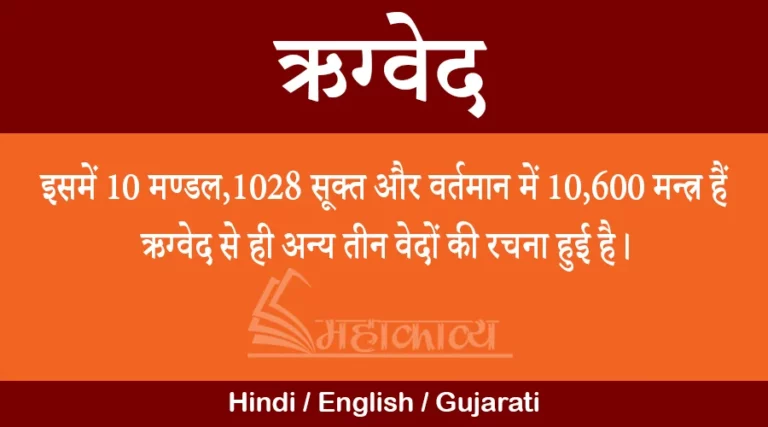 ऋग्वेद
इसमें 10 मण्डल,1028 सूक्त और वर्तमान में 10,600 मन्त्र हैं
ऋग्वेद से ही अन्य तीन वेदों की रचना हुई है।
महाकाव्य
Hindi / English / Gujarati